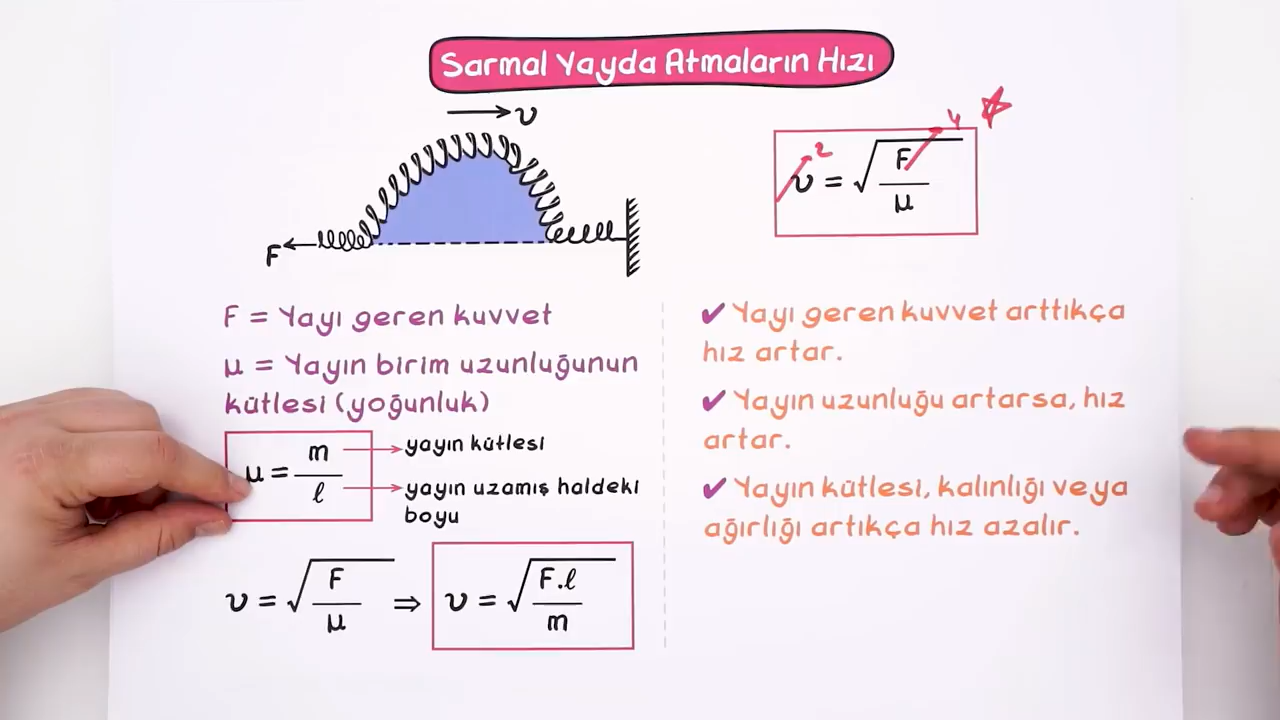 Sarmal Yayda Atmaların Hızı
υ
F
υ = √F/μ
2
4
F = Yayı geren kuvvet
μ = Yayın birim uzunluğunun
kütlesi (yoğunluk)
μ = m/l
yayın kütlesi
yayın uzamış haldeki
boyu
υ = √F/μ ⇒ υ = √F.l/m
✔ Yayı geren kuvvet arttıkça
hız artar.
✔ Yayın uzunluğu artarsa, hız
artar.
✔ Yayın kütlesi, kalınlığı veya
ağırlığı artıkça hız azalır.